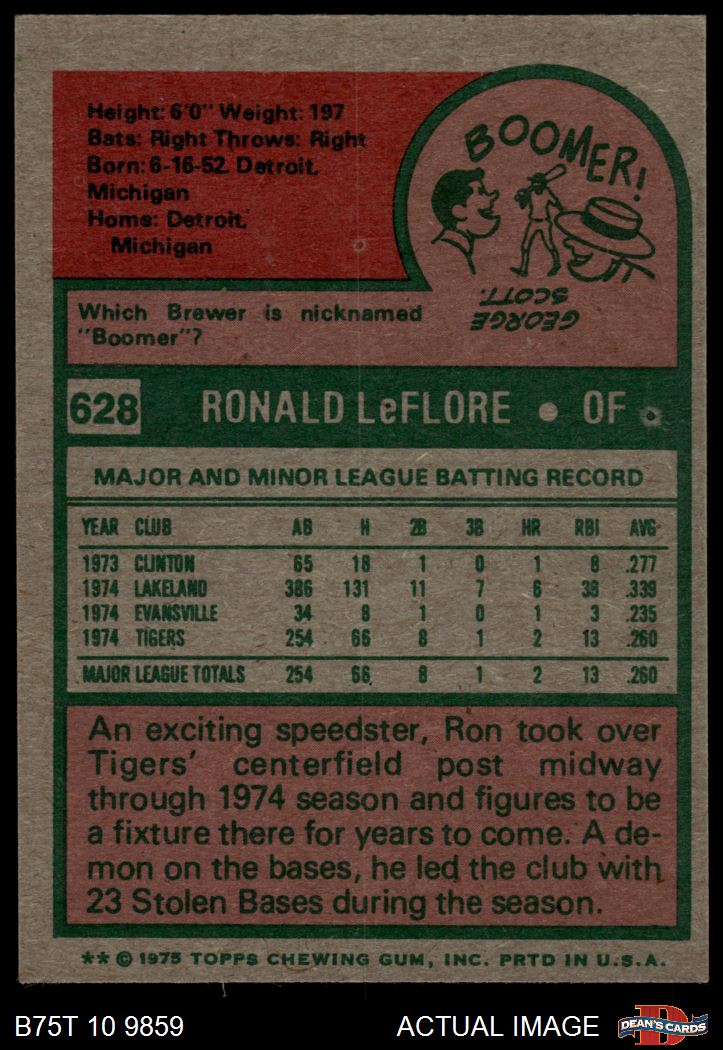 Height: 6'0" Weight: 197
Bats: Right Throws: Right
Born: 6-16-52 Detroit,
Michigan
Home: Detroit,
Michigan
BOOMER!
GEORGE
SCOTT.
Which Brewer is nicknamed
"Boomer"?
628 RONALD LeFLORE • OF
MAJOR AND MINOR LEAGUE BATTING RECORD
YEAR CLUB AB H 2B 3B HR RBI AVG
1973 CLINTON 65 18 1 0 1 8 .277
1974 LAKELAND 386 131 11 7 6 38 .339
1974 EVANSVILLE 34 8 1 0 1 3 .235
1974 TIGERS 254 66 8 1 2 13 .260
MAJOR LEAGUE TOTALS 254 66 8 1 2 13 .260
An exciting speedster, Ron took over
Tigers' centerfield post midway
through 1974 season and figures to be
a fixture there for years to come. A de-
mon on the bases, he led the club with
23 Stolen Bases during the season.
** © 1975 TOPPS CHEWING GUM, INC. PRTD IN U.S.A.
B75T 10 9859 ACTUAL IMAGE D DEAN'S CARDS